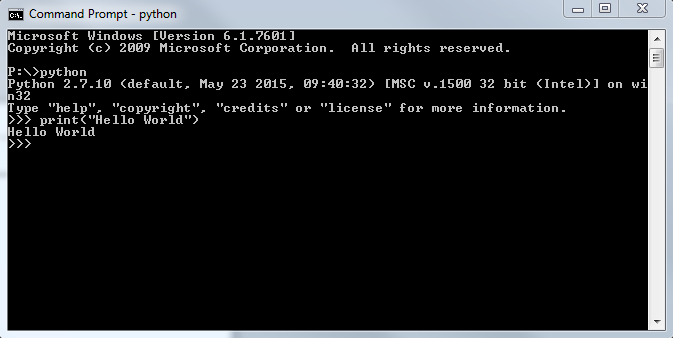 Command Prompt - python
Microsoft Windows [Version 6.1.7601]
Copyright (c) 2009 Microsoft Corporation.  All rights reserved.
P:\>python
Python 2.7.10 (default, May 23 2015, 09:40:32) [MSC v.1500 32 bit (Intel)] on wi
n32
Type "help", "copyright", "credits" or "license" for more information.
>>> print("Hello World")
Hello World
>>>